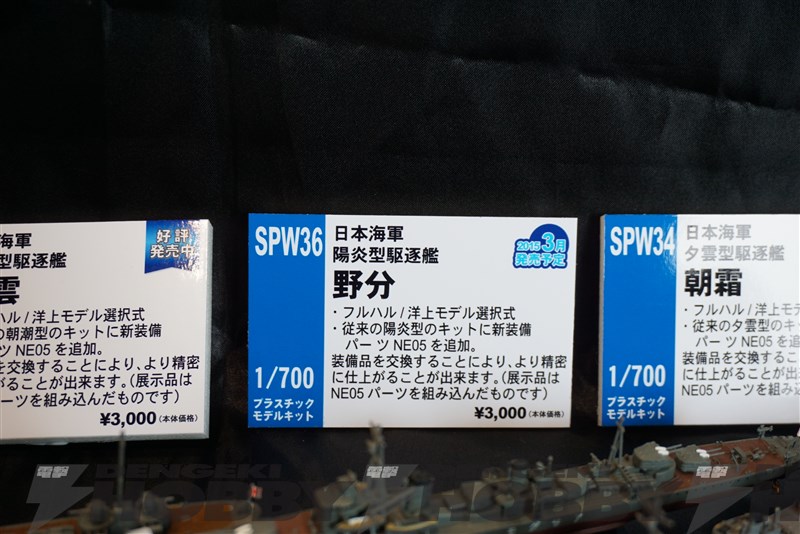 海軍
型駆逐艦
雲
好評
発売中
ハル / 洋上モデル選択式
の朝潮型のキットに新装備
ーツ NE05 を追加。
を交換することにより、より精密
がることが出来ます。(展示品は
パーツを組み込んだものです)
¥3,000 (本体価格)
SPW36
日本海軍
陽炎型駆逐艦
野分
2015 3月
発売予定
・フルハル / 洋上モデル選択式
・従来の陽炎型のキットに新装備
パーツ NE05 を追加。
装備品を交換することにより、より精密
に仕上がることが出来ます。(展示品は
NE05 パーツを組み込んだものです)
1/700
プラスチック
モデルキット
¥3,000 (本体価格)
SPW34
日本海軍
夕雲型駆逐艦
朝霜
・フルハル / 洋上モデ
・従来の夕雲型のキ
パーツ NE05 を追
装備品を交換するこ
に仕上がることが出
NE05 パーツを組み
1/700
プラスチック
モデルキット
電撃
DENGEKI
HOBBY
電撃
HOBBY
電撃